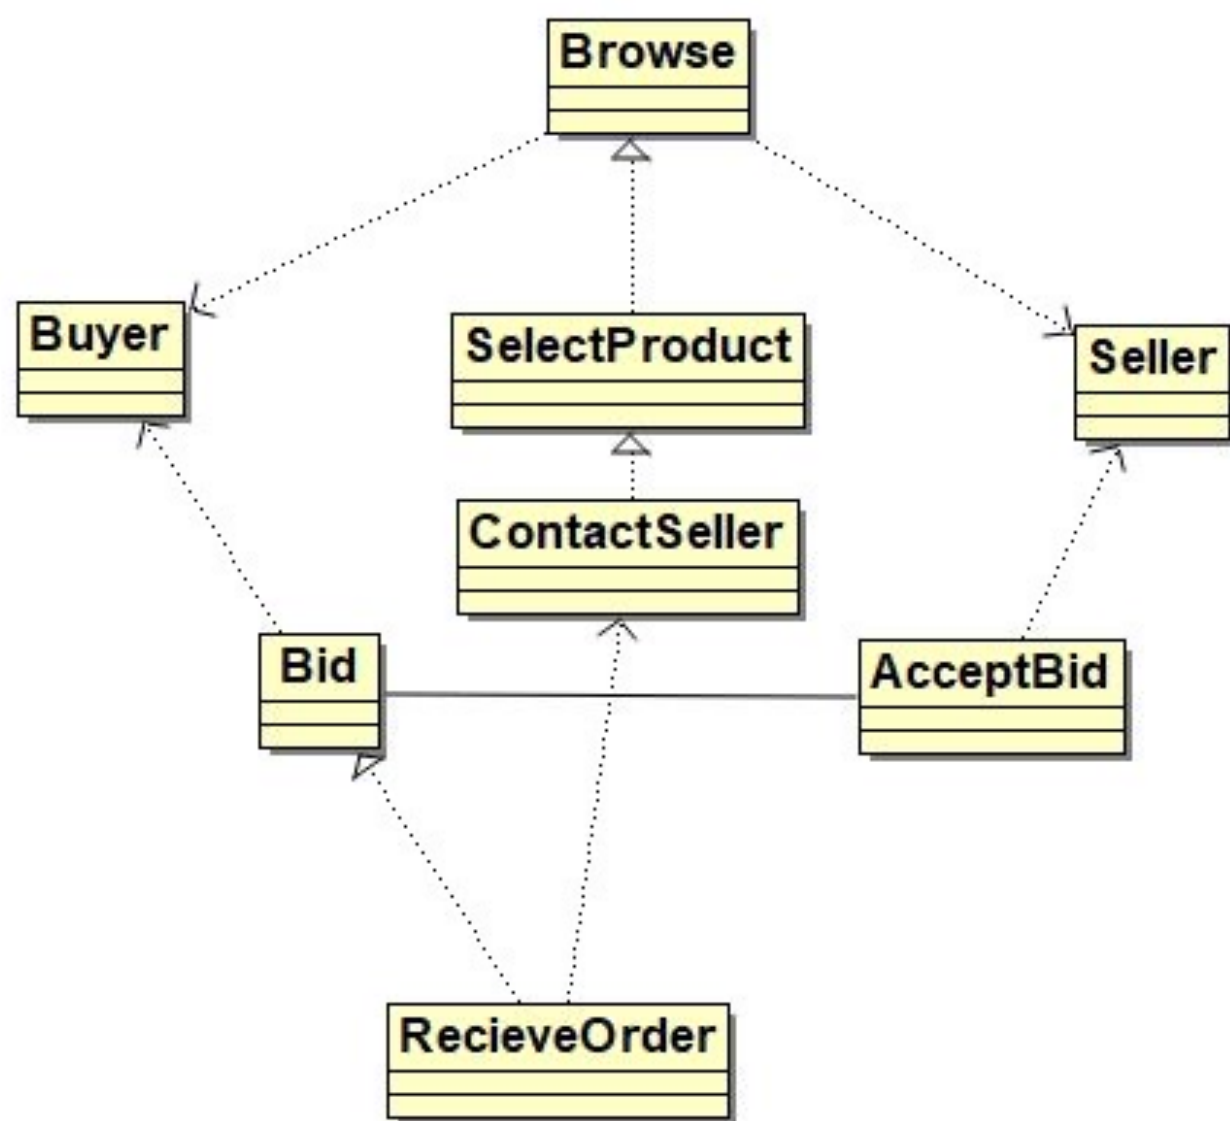 Browse
Buyer
SelectProduct
Seller
ContactSeller
Bid
AcceptBid
RecieveOrder